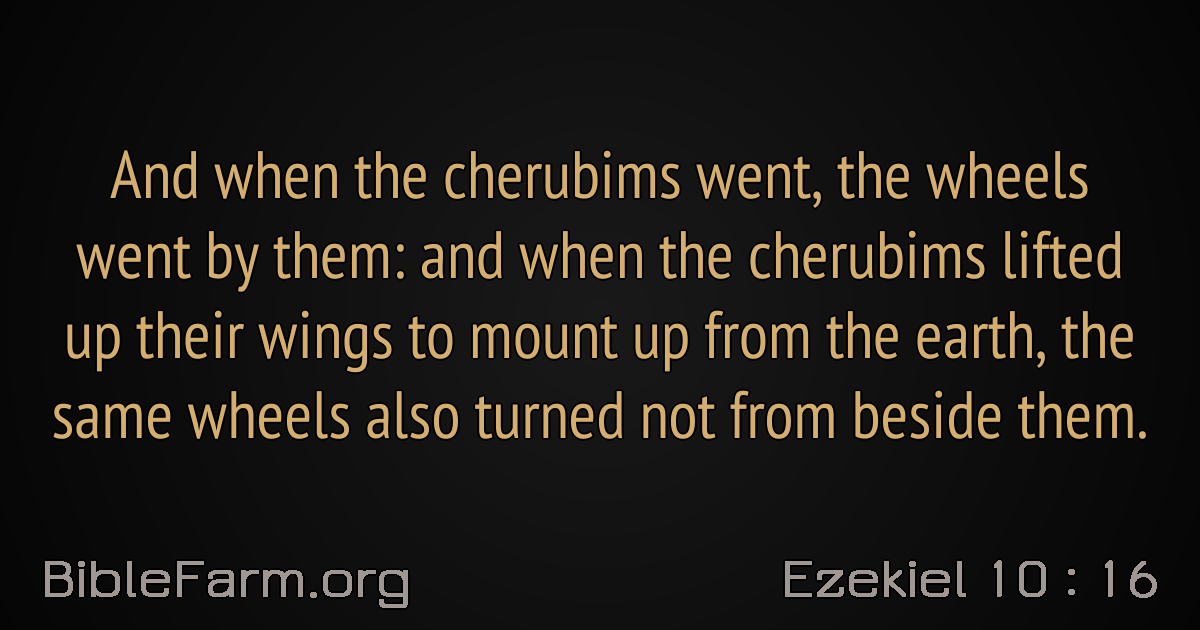 And when the cherubims went, the wheels
went by them: and when the cherubims lifted
up their wings to mount up from the earth, the
same wheels also turned not from beside them.
BibleFarm.org
Ezekiel 10 : 16